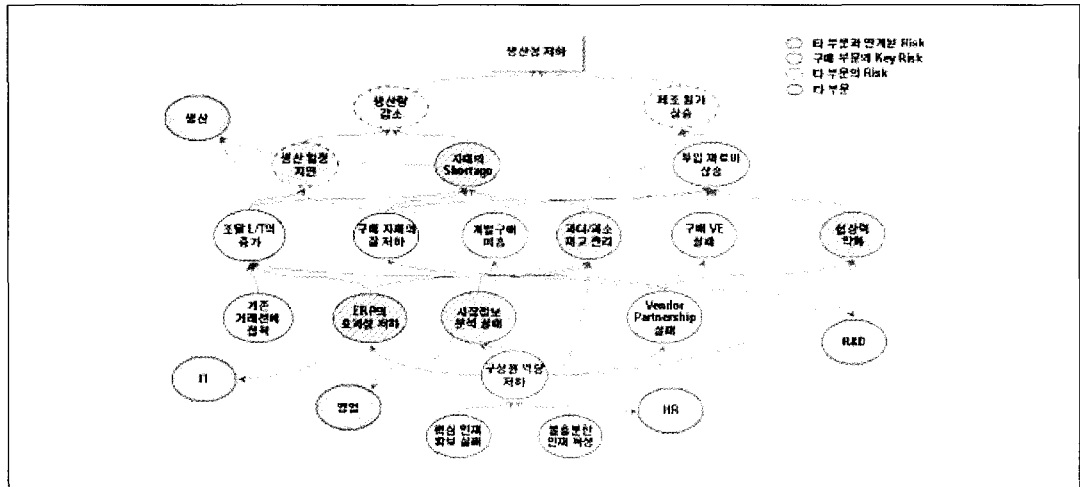 생산성 저하
타 부문과 연계된 Risk
구매 부문의 Key Risk
타 부문의 Risk
타 부문
생산량
감소
제조 원가
상승
생산
생산 일정
지연
자재의
Shortage
투입 재료비
상승
조달 L/T의
증가
구매 자재의
질 저하
개발구매
미흡
과다/과소
재고 관리
구매 VE
실패
협상력
약화
기존
거래선에
집착
ERP의
효과성 저하
시장정보
분석 실패
Vendor
Partnership
실패
R&D
IT
구성원 역량
저하
영업
HR
핵심 인재
확보 실패
불충분한
인재 육성